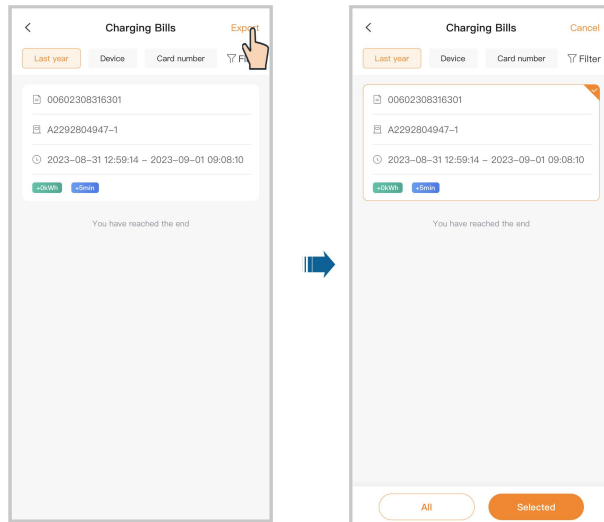 Charging Bills
Last year Device Card number
00602308316301
A2292804947-1
2023-08-31 12:59:14 - 2023-09-01 09:08:10
+0kWh +5min
You have reached the end
Charging Bills Cancel
Last year Device Card number Filter
00602308316301
A2292804947-1
2023-08-31 12:59:14 - 2023-09-01 09:08:10
+0kWh +5min
You have reached the end
All Selected